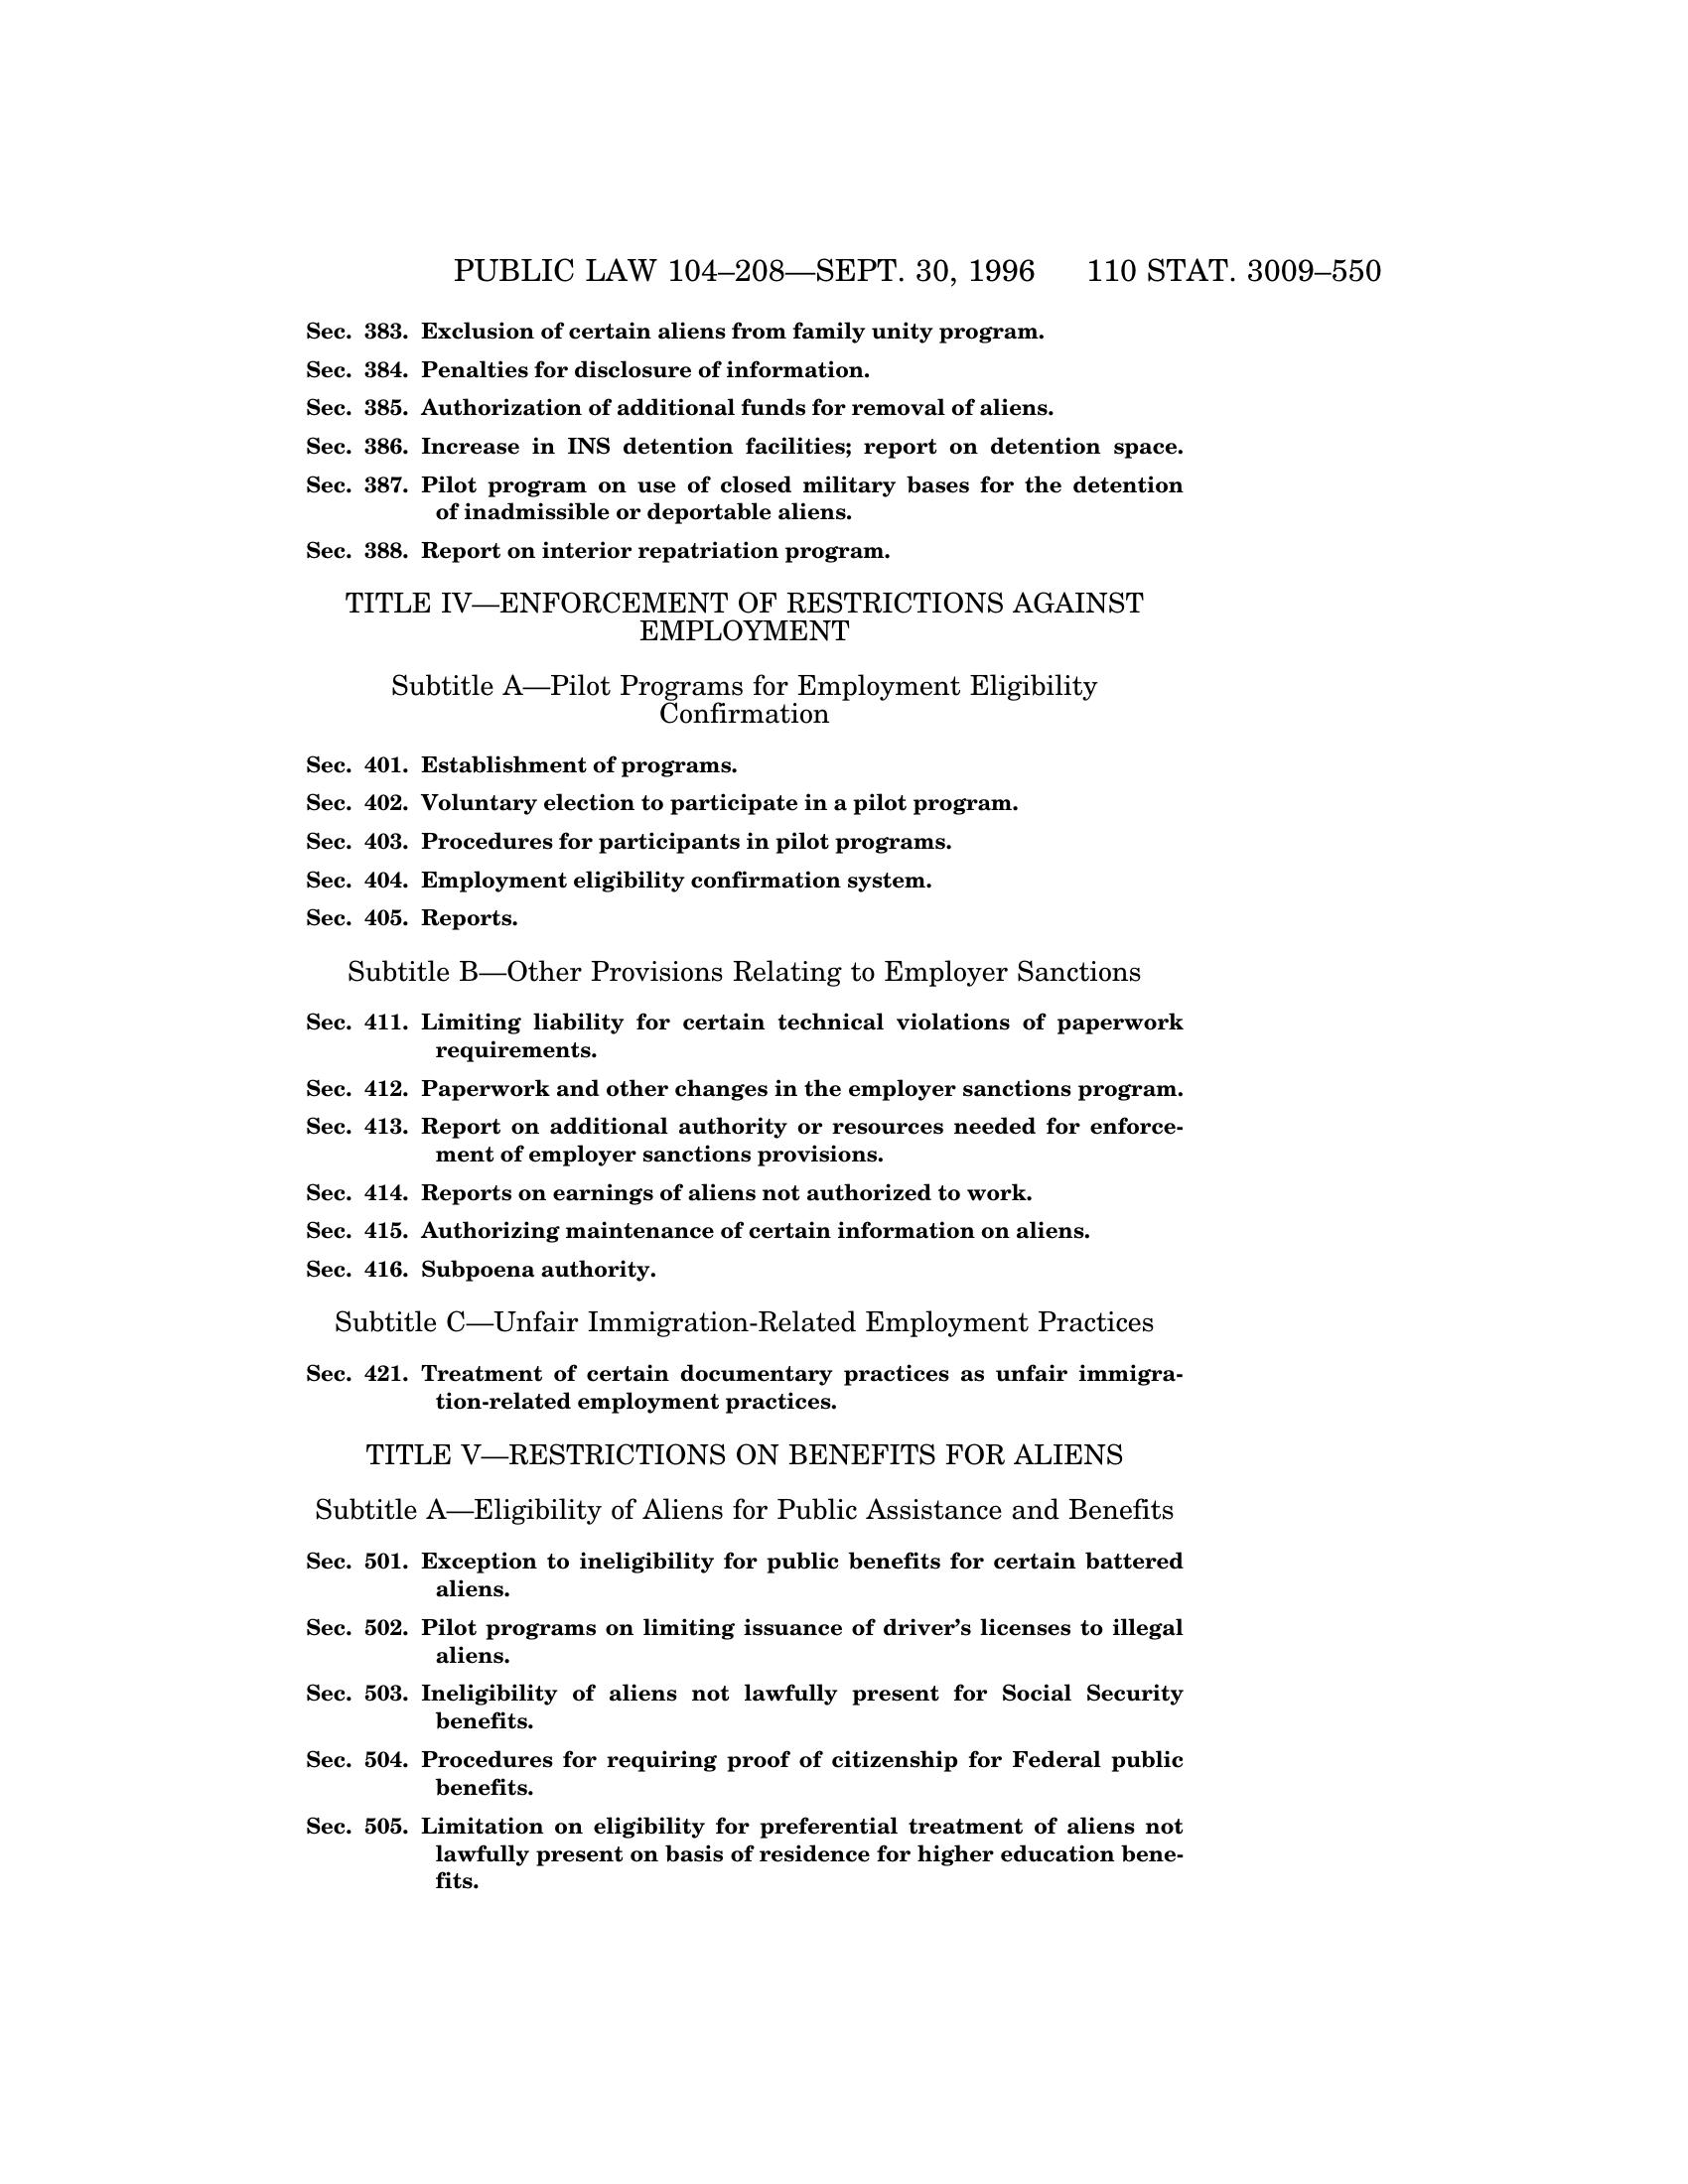 PUBLIC LAW 104–208—SEPT. 30, 1996 110 STAT. 3009–550
Sec. 383. Exclusion of certain aliens from family unity program.
Sec. 384. Penalties for disclosure of information.
Sec. 385. Authorization of additional funds for removal of aliens.
Sec. 386. Increase in INS detention facilities; report on detention space.
Sec. 387. Pilot program on use of closed military bases for the detention
of inadmissible or deportable aliens.
Sec. 388. Report on interior repatriation program.
TITLE IV—ENFORCEMENT OF RESTRICTIONS AGAINST
EMPLOYMENT
Subtitle A—Pilot Programs for Employment Eligibility
Confirmation
Sec. 401. Establishment of programs.
Sec. 402. Voluntary election to participate in a pilot program.
Sec. 403. Procedures for participants in pilot programs.
Sec. 404. Employment eligibility confirmation system.
Sec. 405. Reports.
Subtitle B—Other Provisions Relating to Employer Sanctions
Sec. 411. Limiting liability for certain technical violations of paperwork
requirements.
Sec. 412. Paperwork and other changes in the employer sanctions program.
Sec. 413. Report on additional authority or resources needed for enforce-
ment of employer sanctions provisions.
Sec. 414. Reports on earnings of aliens not authorized to work.
Sec. 415. Authorizing maintenance of certain information on aliens.
Sec. 416. Subpoena authority.
Subtitle C—Unfair Immigration-Related Employment Practices
Sec. 421. Treatment of certain documentary practices as unfair immigra-
tion-related employment practices.
TITLE V—RESTRICTIONS ON BENEFITS FOR ALIENS
Subtitle A—Eligibility of Aliens for Public Assistance and Benefits
Sec. 501. Exception to ineligibility for public benefits for certain battered
aliens.
Sec. 502. Pilot programs on limiting issuance of driver’s licenses to illegal
aliens.
Sec. 503. Ineligibility of aliens not lawfully present for Social Security
benefits.
Sec. 504. Procedures for requiring proof of citizenship for Federal public
benefits.
Sec. 505. Limitation on eligibility for preferential treatment of aliens not
lawfully present on basis of residence for higher education bene-
fits.